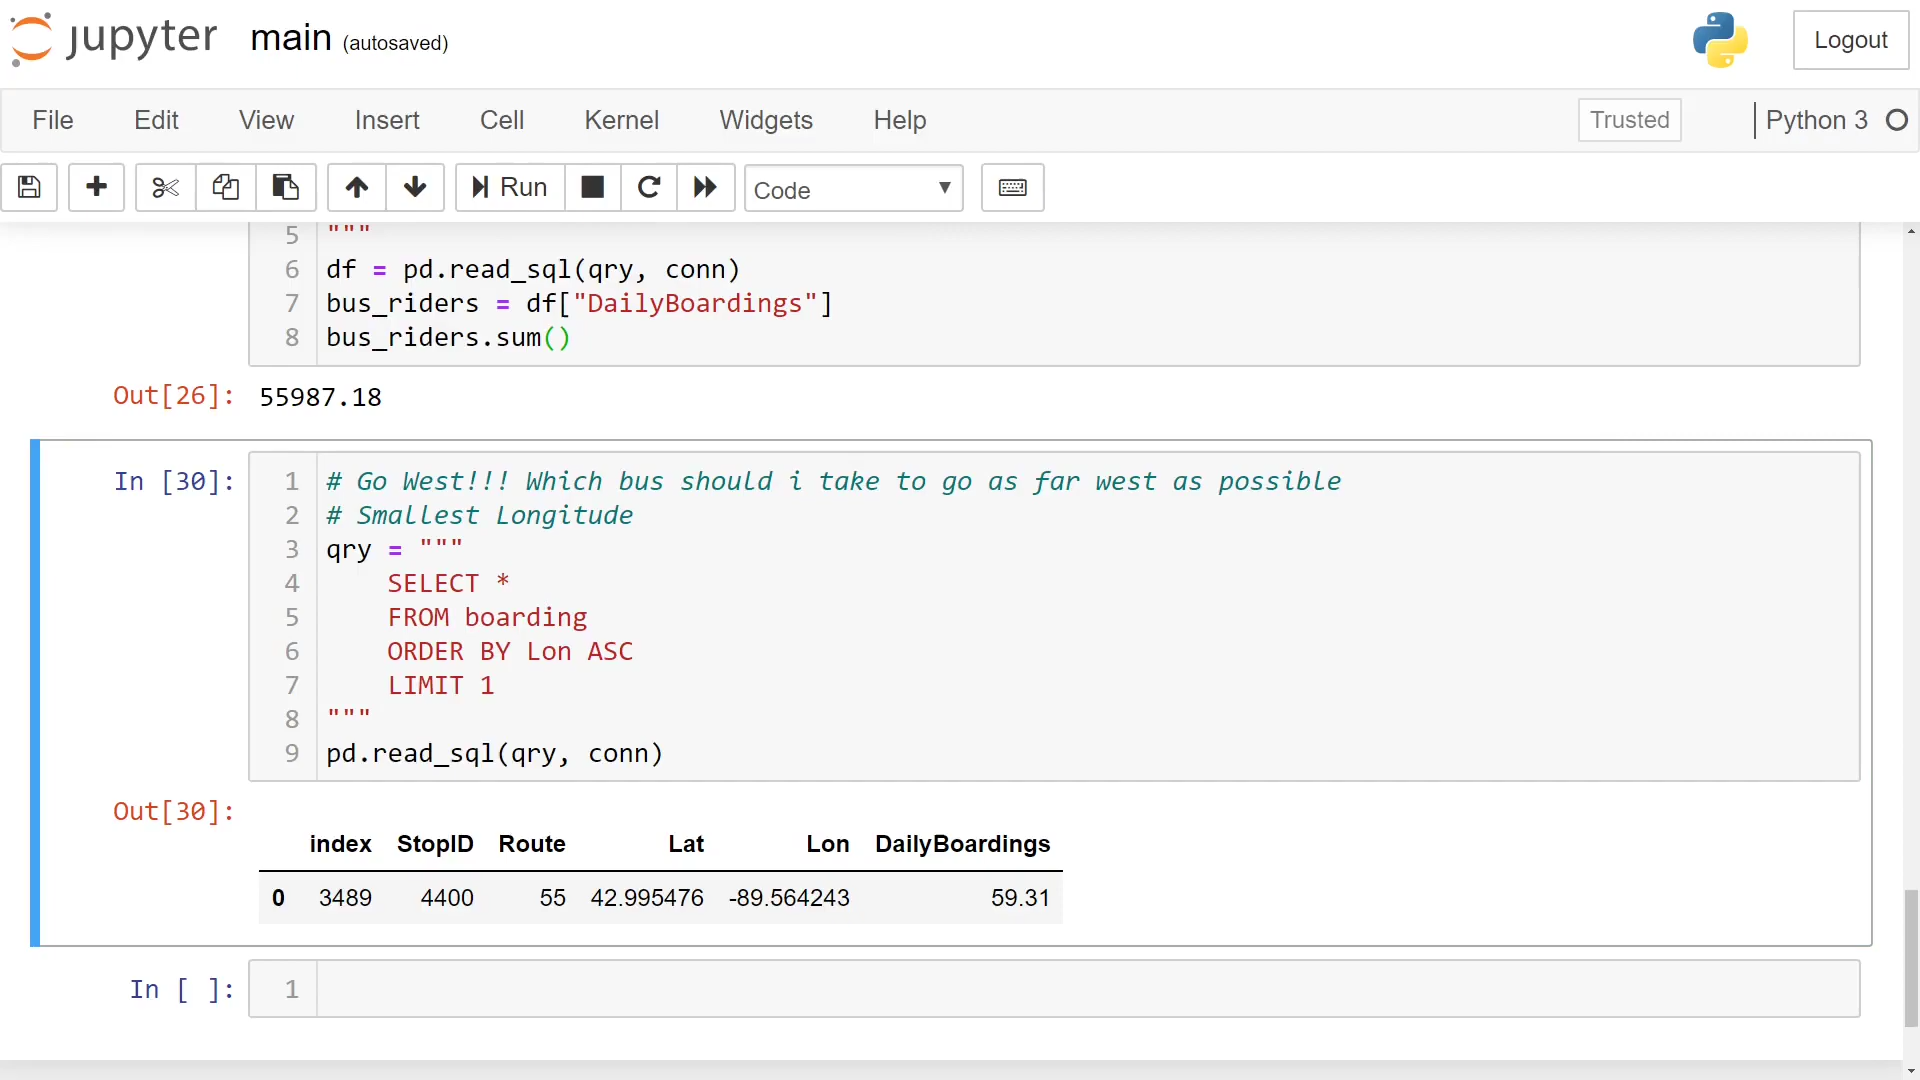 jupyter main (autosaved) Logout
File Edit View Insert Cell Kernel Widgets Help Trusted Python 3
Run Code
5 """
6 df = pd.read_sql(qry, conn)
7 bus_riders = df["DailyBoardings"]
8 bus_riders.sum()
Out[26]: 55987.18
In [30]: 1 # Go West!!! Which bus should i take to go as far west as possible
2 # Smallest Longitude
3 qry = """
4 SELECT *
5 FROM boarding
6 ORDER BY Lon ASC
7 LIMIT 1
8 """
9 pd.read_sql(qry, conn)
Out[30]:
index StopID Route Lat Lon DailyBoardings
0 3489 4400 55 42.995476 -89.564243 59.31
In [ ]: 1